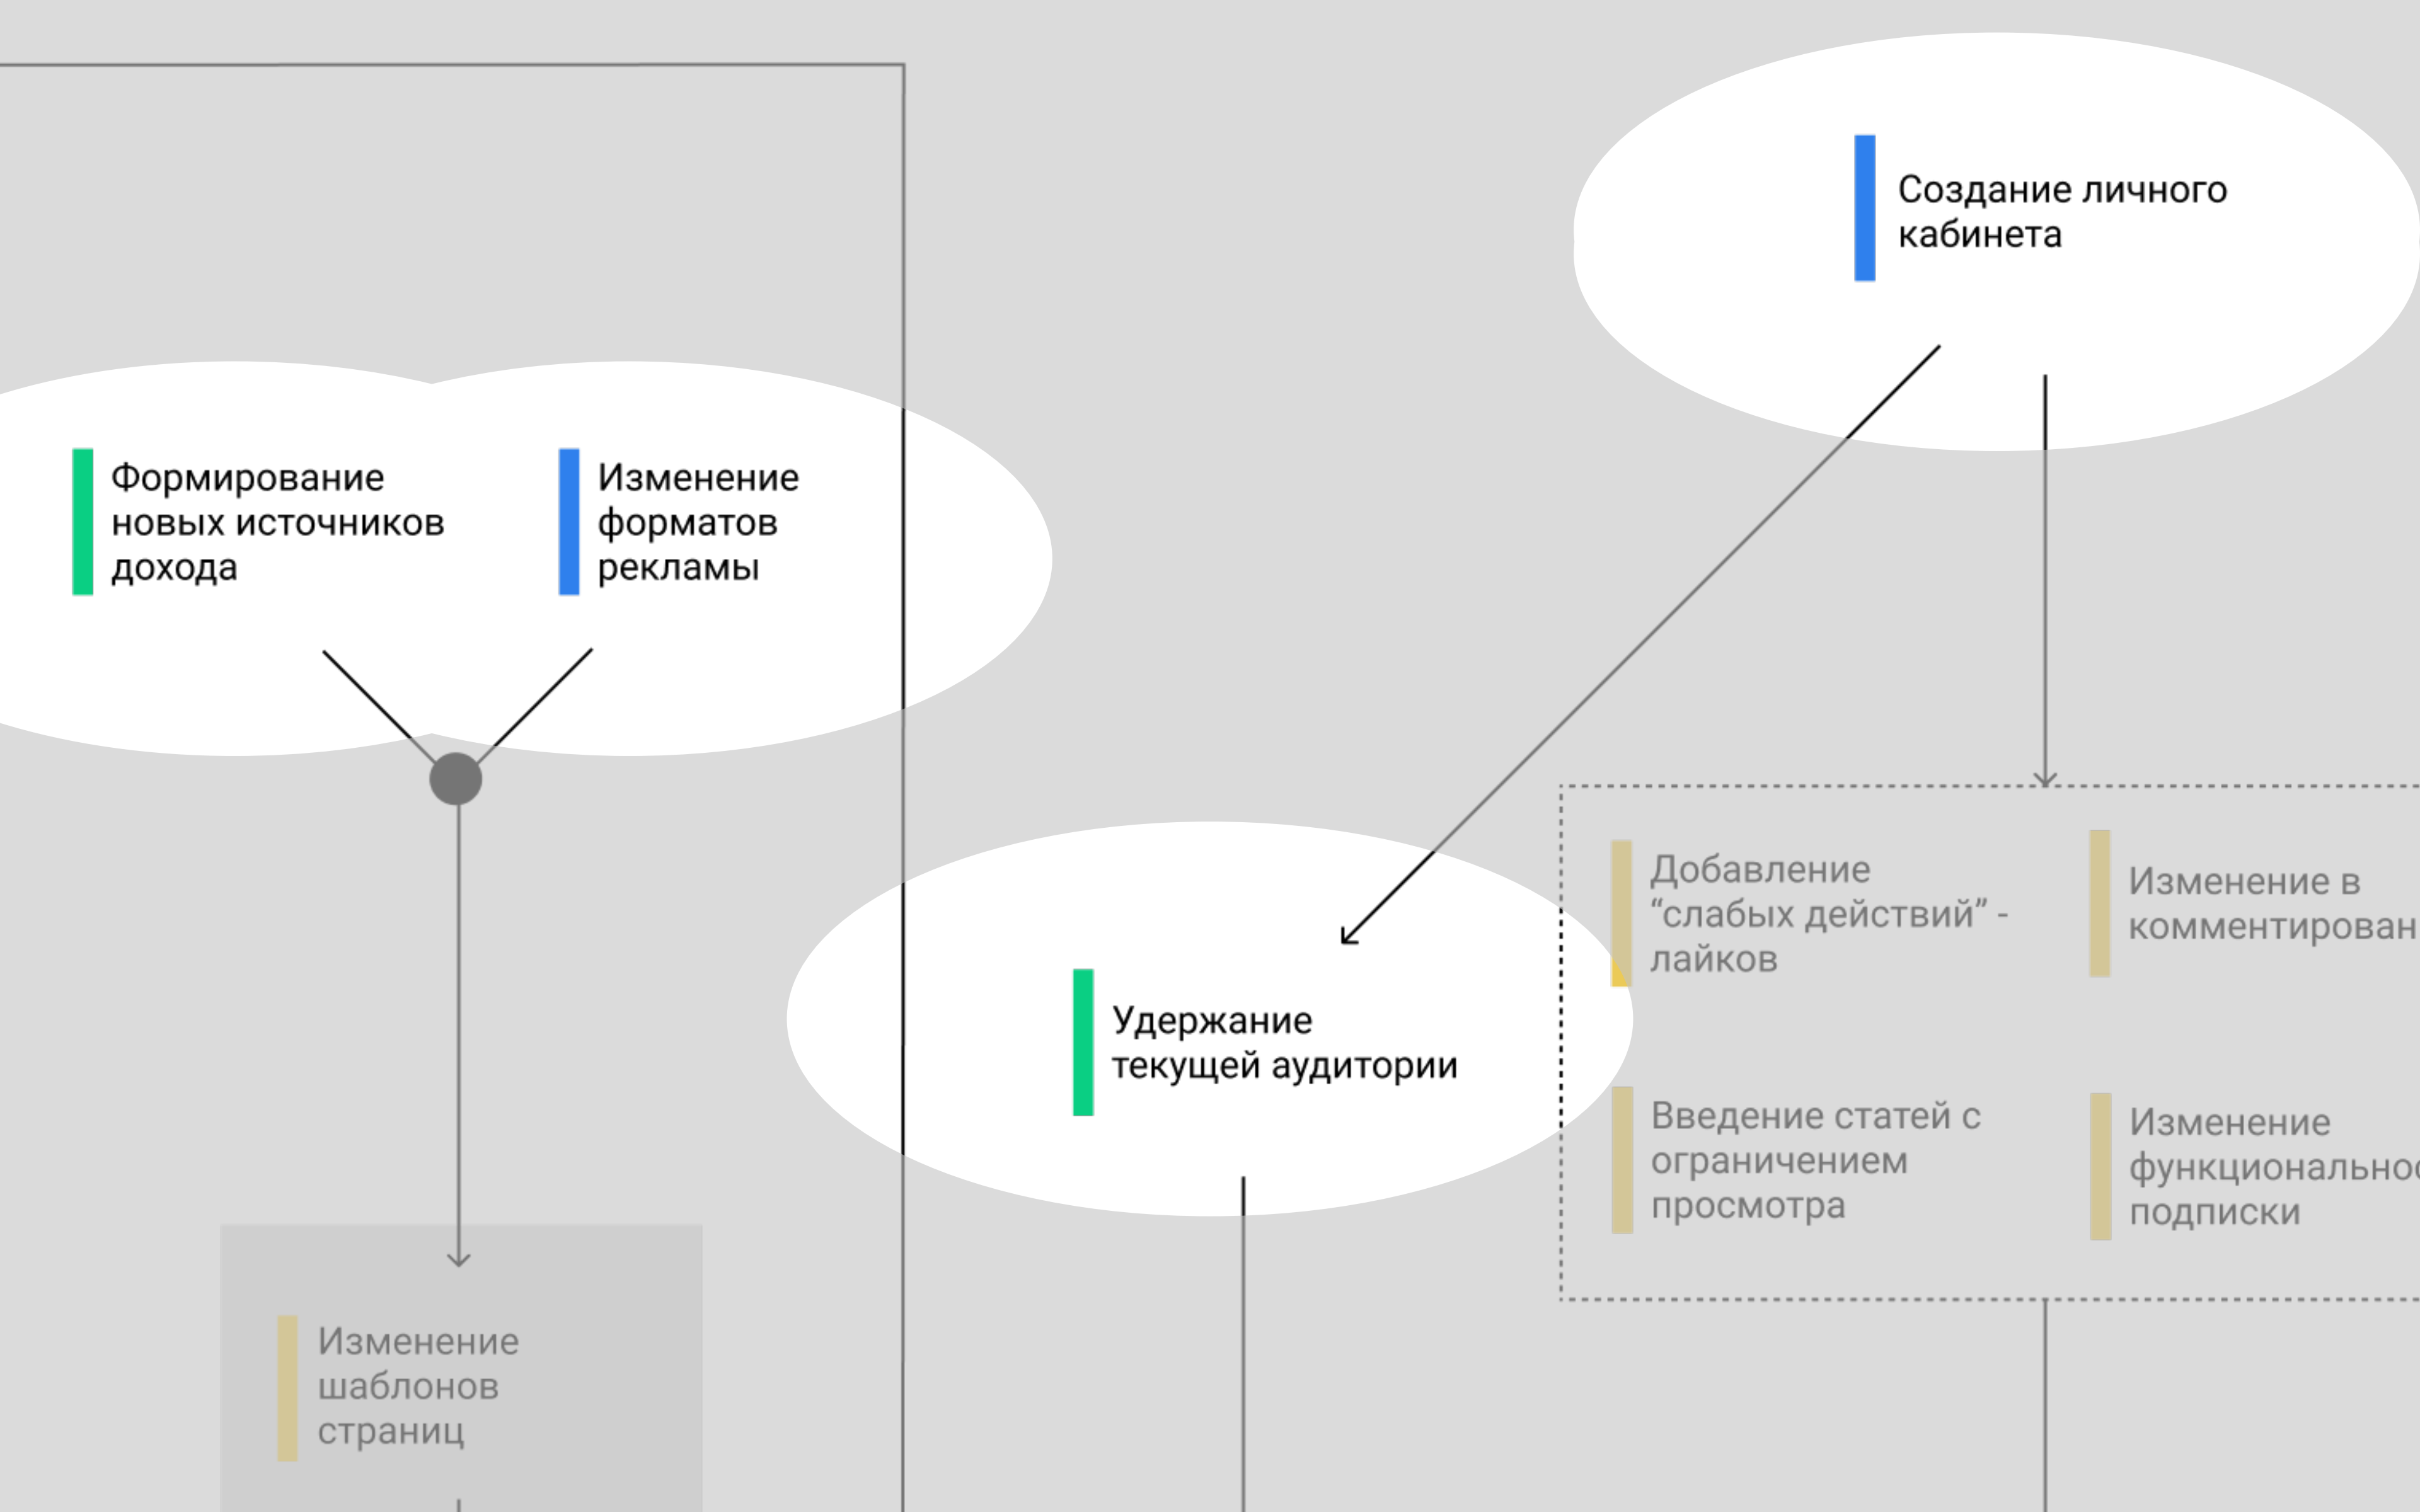 Создание личного
кабинета
Формирование
новых источников
дохода
Изменение
форматов
рекламы
Добавление
“слабых действий” -
лайков
Изменение в
Удержание
текущей аудитории
Введение статей с
ограничением
просмотра
Изменение
подписки
Изменение
шаблонов
страниц